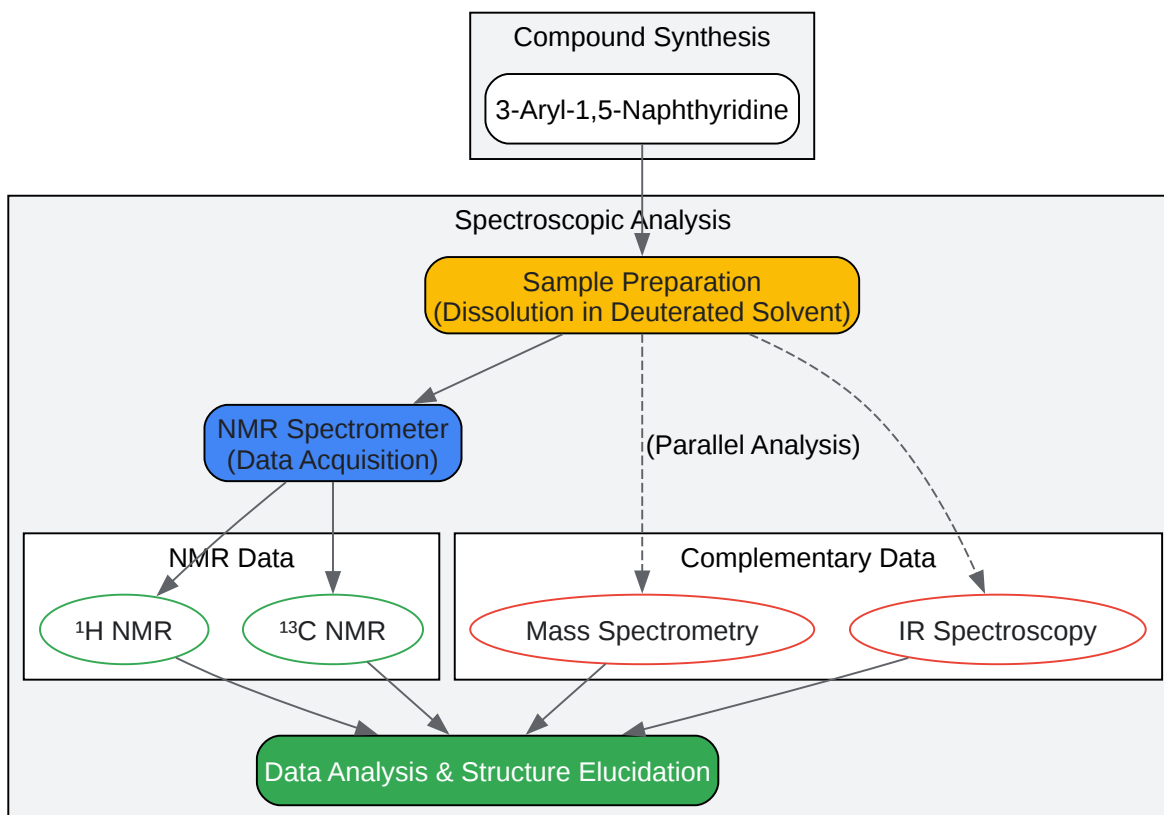 Compound Synthesis
3-Aryl-1,5-Naphthyridine
Spectroscopic Analysis
Sample Preparation
(Dissolution in Deuterated Solvent)
NMR Spectrometer
(Data Acquisition)
(Parallel Analysis)
NMR Data
Complementary Data
¹H NMR
¹³C NMR
Mass Spectrometry
IR Spectroscopy
Data Analysis & Structure Elucidation